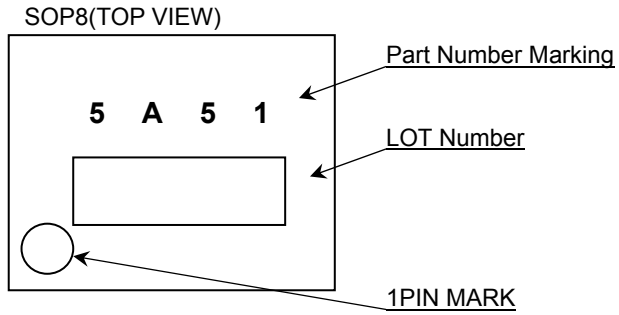 SOP8(TOP VIEW)
Part Number Marking
5 A 5 1
LOT Number
1PIN MARK